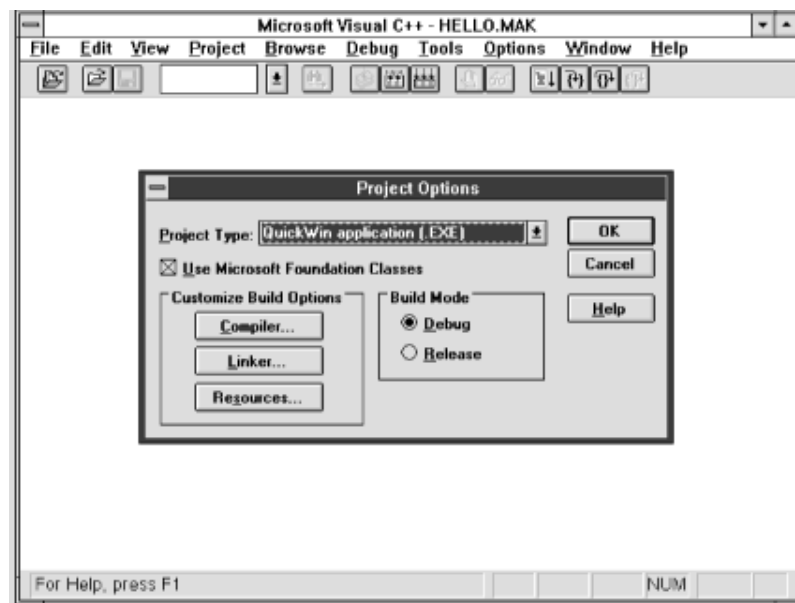 Microsoft Visual C++ - HELLO.MAK
File Edit View Project Browse Debug Tools Options Window Help
Project Options
Project Type: QuickWin application (.EXE)
OK
Use Microsoft Foundation Classes
Cancel
Customize Build Options
Build Mode
Help
Compiler...
Debug
Linker...
Release
Resources...
For Help, press F1
NUM